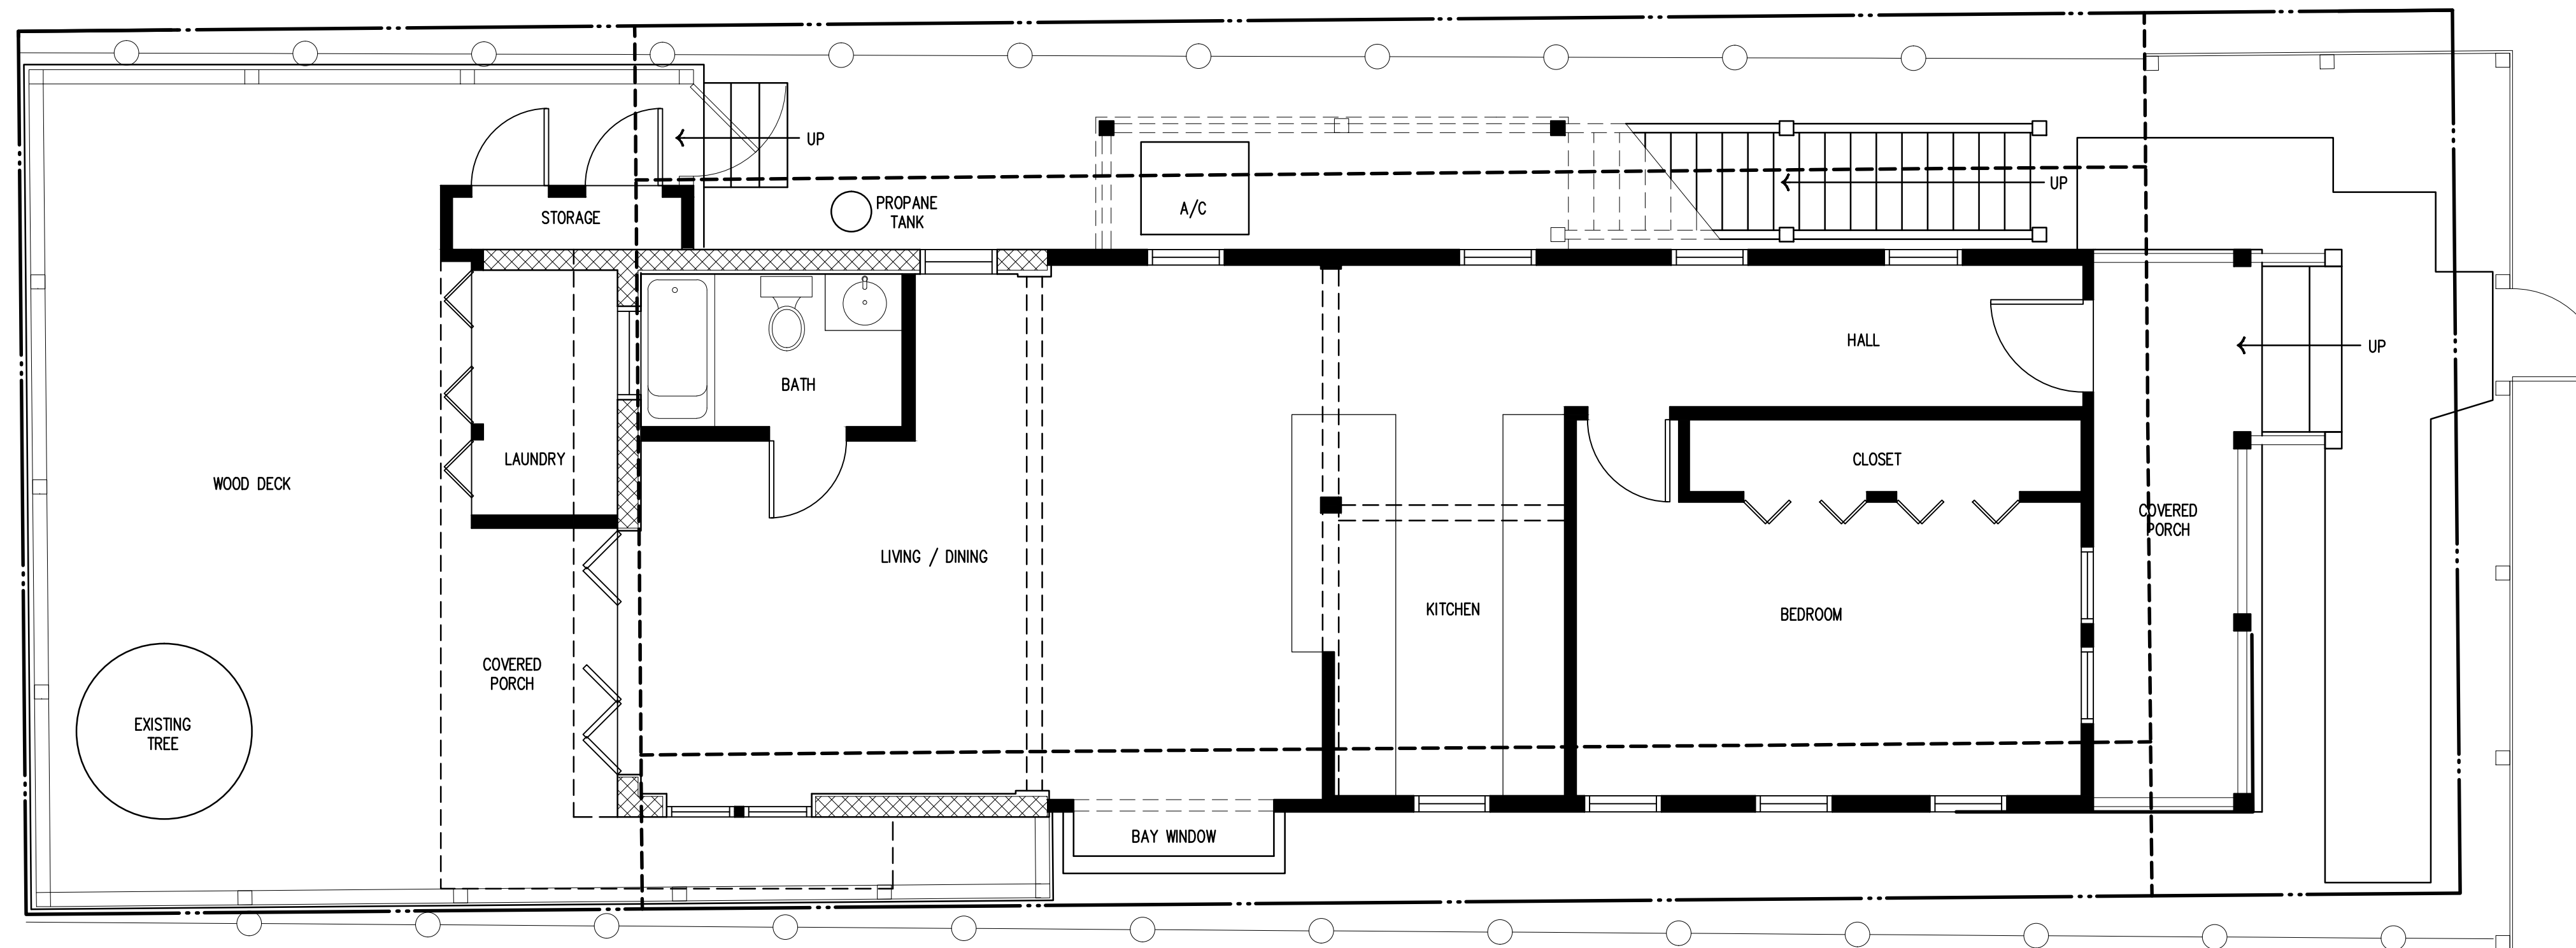 UP
PROPANE
TANK
A/C
UP
STORAGE
HALL
UP
BATH
LAUNDRY
CLOSET
WOOD DECK
COVERED
PORCH
LIVING / DINING
KITCHEN
BEDROOM
COVERED
PORCH
EXISTING
TREE
BAY WINDOW